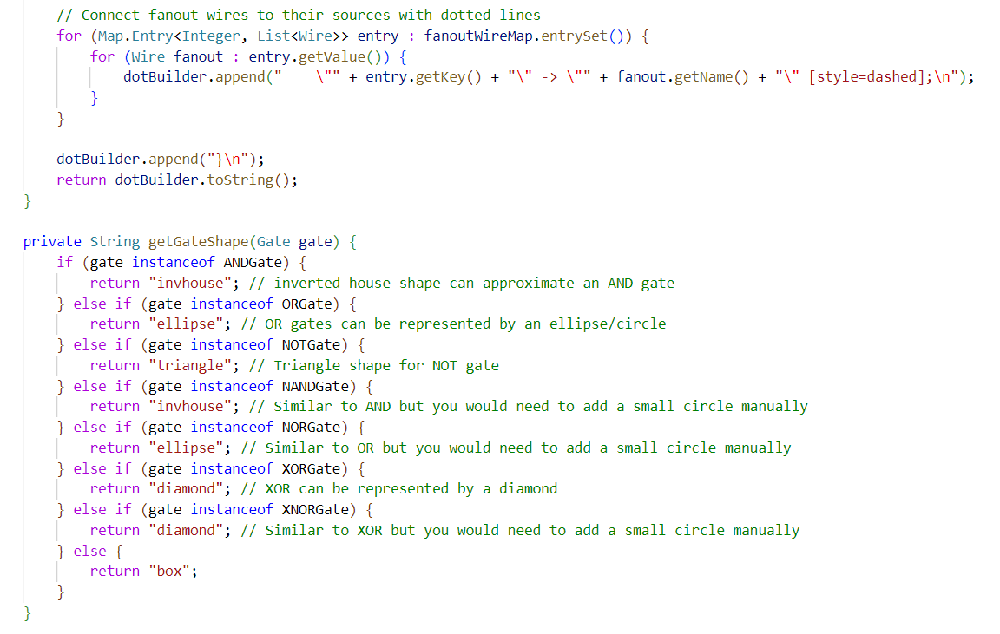 // Connect fanout wires to their sources with dotted lines
    for (Map.Entry<Integer, List<Wire>> entry : fanoutWireMap.entrySet()) {
        for (Wire fanout : entry.getValue()) {
            dotBuilder.append("    \"" + entry.getKey() + "\" -> \"" + fanout.getName() + "\" [style=dashed];\n");
        }
    }

    dotBuilder.append("}\n");
    return dotBuilder.toString();
}

private String getGateShape(Gate gate) {
    if (gate instanceof ANDGate) {
        return "invhouse"; // inverted house shape can approximate an AND gate
    } else if (gate instanceof ORGate) {
        return "ellipse"; // OR gates can be represented by an ellipse/circle
    } else if (gate instanceof NOTGate) {
        return "triangle"; // Triangle shape for NOT gate
    } else if (gate instanceof NANDGate) {
        return "invhouse"; // Similar to AND but you would need to add a small circle manually
    } else if (gate instanceof NORGate) {
        return "ellipse"; // Similar to OR but you would need to add a small circle manually
    } else if (gate instanceof XORGate) {
        return "diamond"; // XOR can be represented by a diamond
    } else if (gate instanceof XNORGate) {
        return "diamond"; // Similar to XOR but you would need to add a small circle manually
    } else {
        return "box";
    }
}